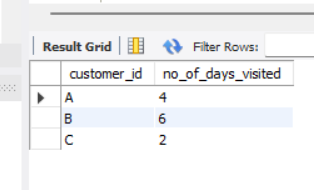 Result Grid Filter Rows:
customer_id no_of_days_visited
A 4
B 6
C 2